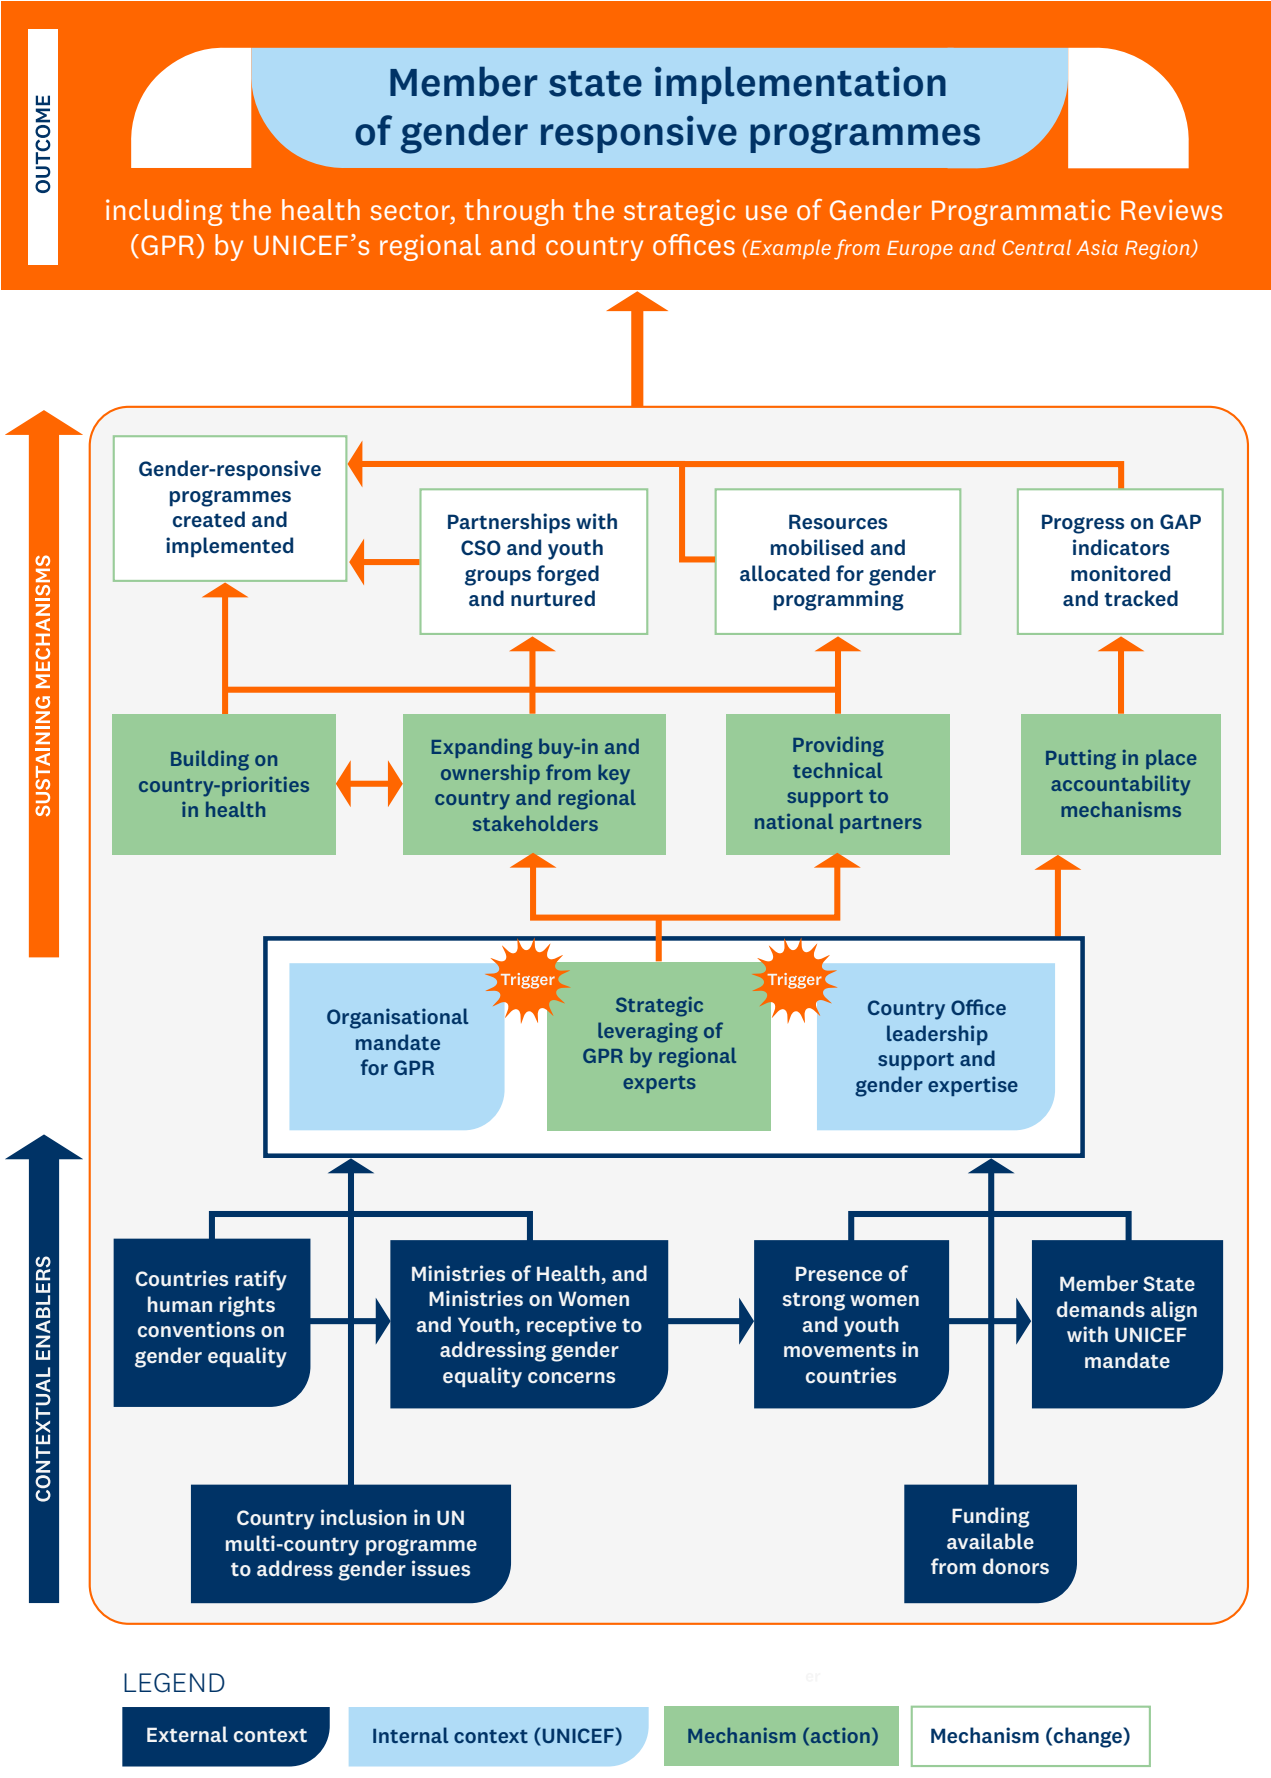 OUTCOME
Member state implementation
of gender responsive programmes
including the health sector, through the strategic use of Gender Programmatic Reviews
(GPR) by UNICEF’s regional and country offices (Example from Europe and Central Asia Region)
SUSTAINING MECHANISMS
Gender-responsive
programmes
created and
implemented
Partnerships with
CSO and youth
groups forged
and nurtured
Resources
mobilised and
allocated for gender
programming
Progress on GAP
indicators
monitored
and tracked
Building on
country-priorities
in health
Expanding buy-in and
ownership from key
country and regional
stakeholders
Providing
technical
support to
national partners
Putting in place
accountability
mechanisms
Organisational
mandate
for GPR
Trigger
Strategic
leveraging of
GPR by regional
experts
Trigger
Country Office
leadership
support and
gender expertise
CONTEXTUAL ENABLERS
Countries ratify
human rights
conventions on
gender equality
Ministries of Health, and
Ministries on Women
and Youth, receptive to
addressing gender
equality concerns
Presence of
strong women
and youth
movements in
countries
Member State
demands align
with UNICEF
mandate
Country inclusion in UN
multi-country programme
to address gender issues
Funding
available
from donors
er
LEGEND
External context
Internal context (UNICEF)
Mechanism (action)
Mechanism (change)